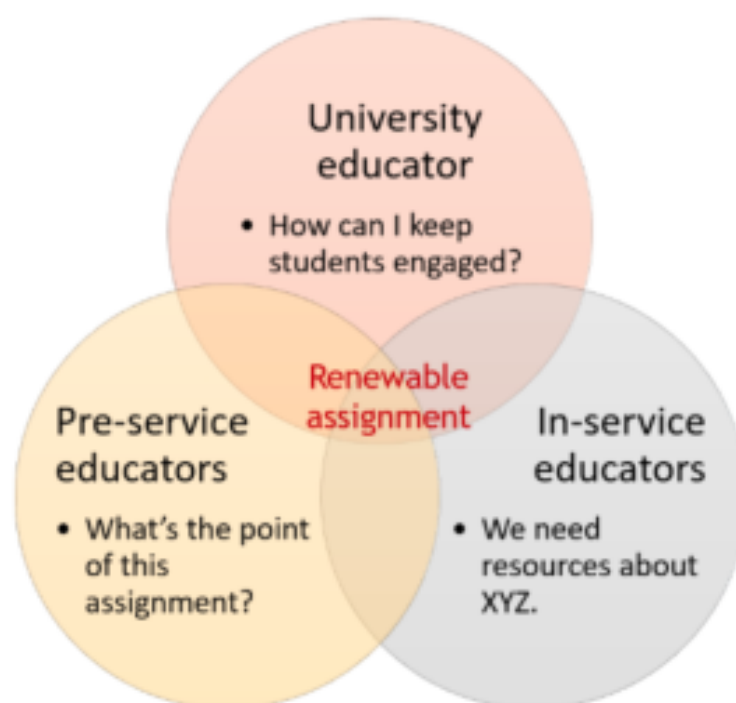 University
educator
• How can I keep
students engaged?
Renewable
assignment
Pre-service
educators
• What's the point
of this
assignment?
In-service
educators
• We need
resources about
XYZ.